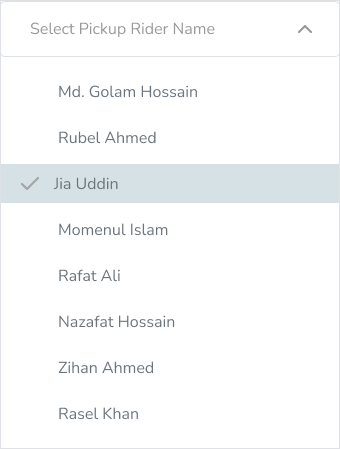 Select Pickup Rider Name
Md. Golam Hossain
Rubel Ahmed
Jia Uddin
Momenul Islam
Rafat Ali
Nazafat Hossain
Zihan Ahmed
Rasel Khan